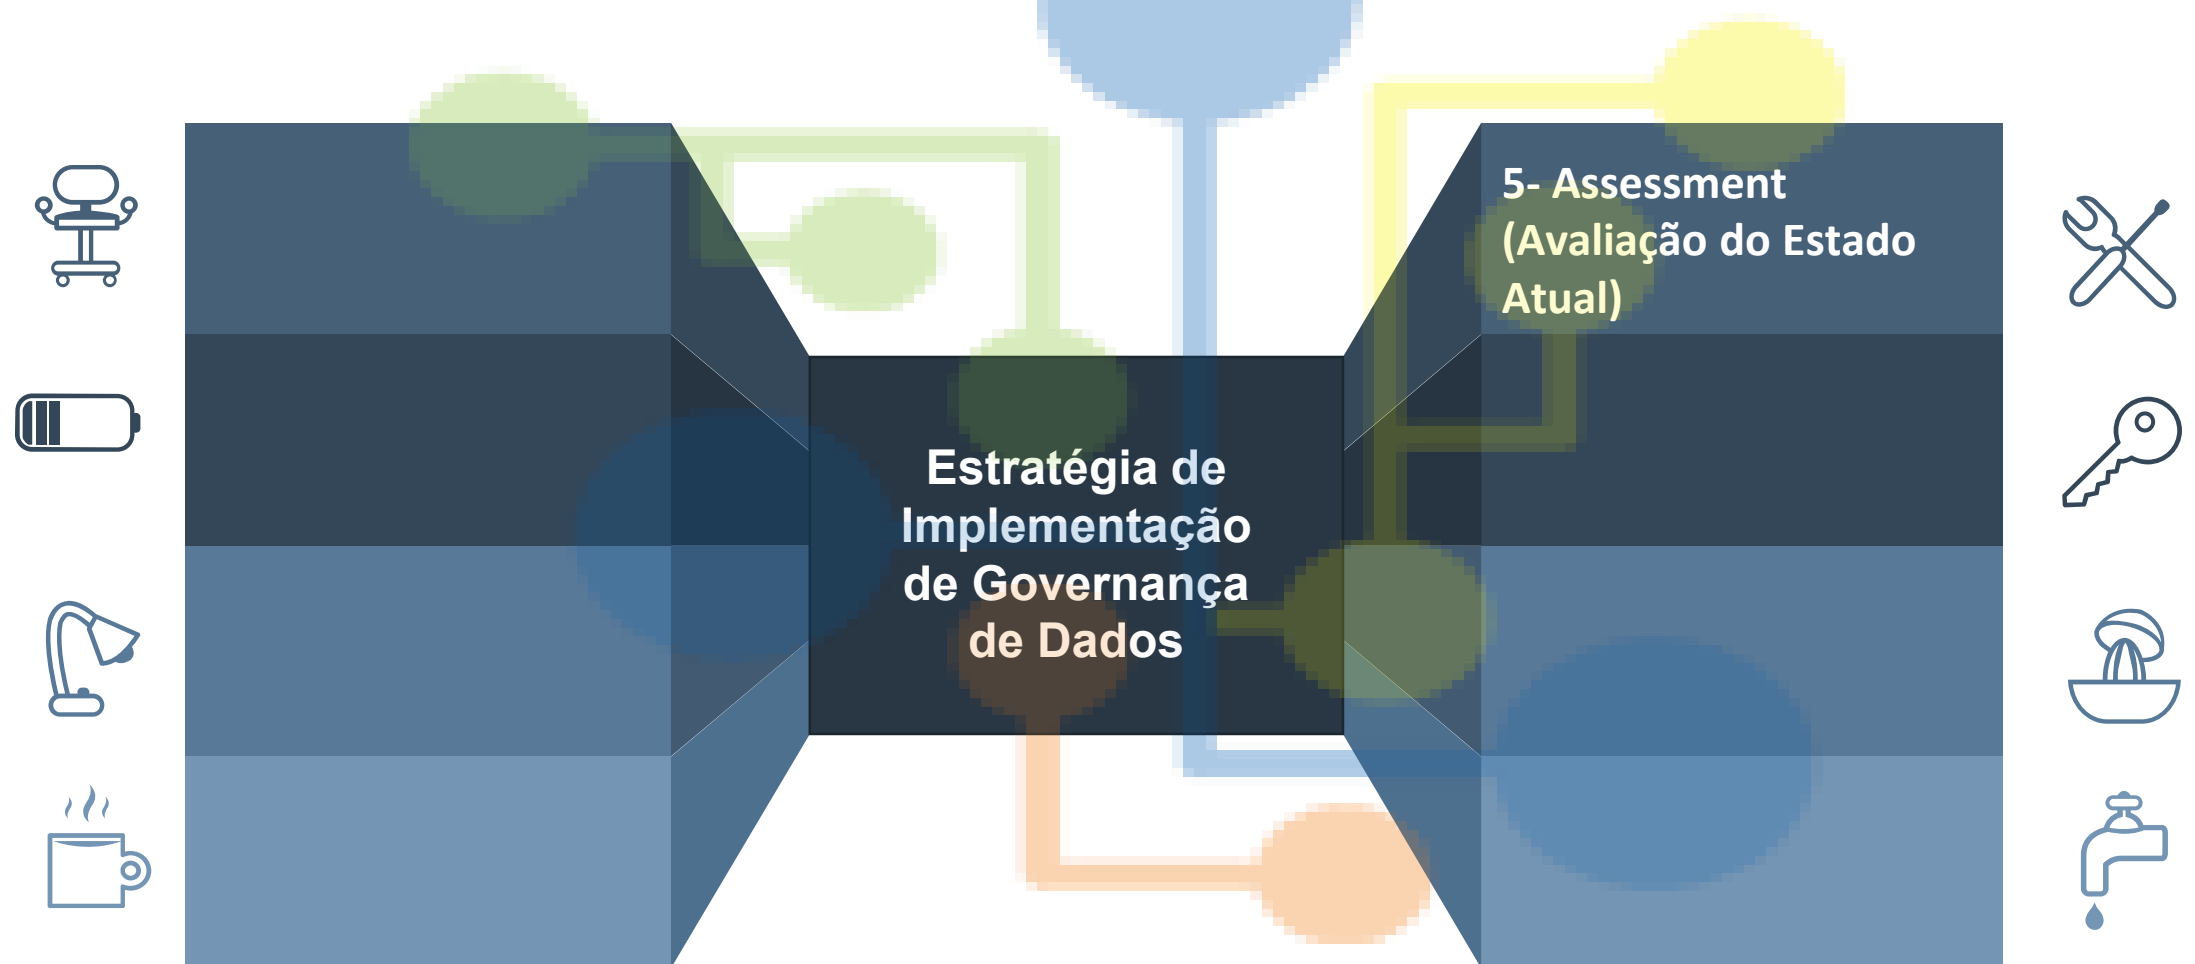 5- Assessment
(Avaliação do Estado
Atual)
Estratégia de
Implementação
de Governança
de Dados